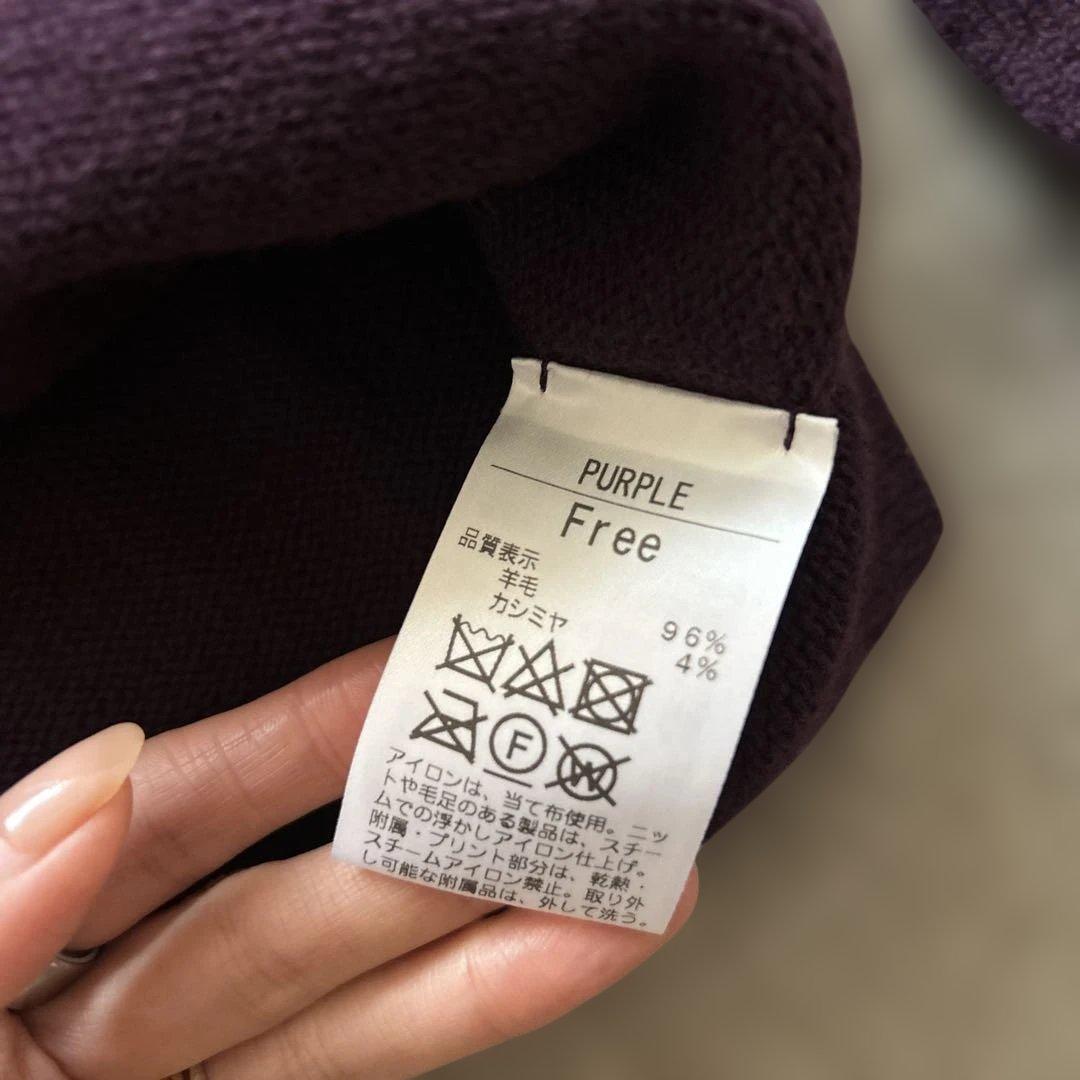 PURPLE
Free
品質表示
羊毛 96%
カシミヤ 4%
F
W
アイロンは、当て布使用。ニッ
トや毛足のある製品は、スチー
ムでの浮かしアイロン仕上げ。
附属・プリント部分は、乾熱・
スチームアイロン禁止。取り外
し可能な附属品は、外して洗う。